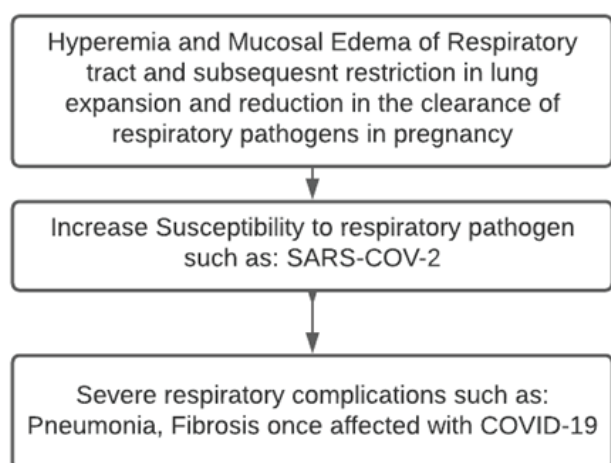 Hyperemia and Mucosal Edema of Respiratory
tract and subsequesnt restriction in lung
expansion and reduction in the clearance of
respiratory pathogens in pregnancy
Increase Susceptibility to respiratory pathogen
such as: SARS-COV-2
Severe respiratory complications such as:
Pneumonia, Fibrosis once affected with COVID-19